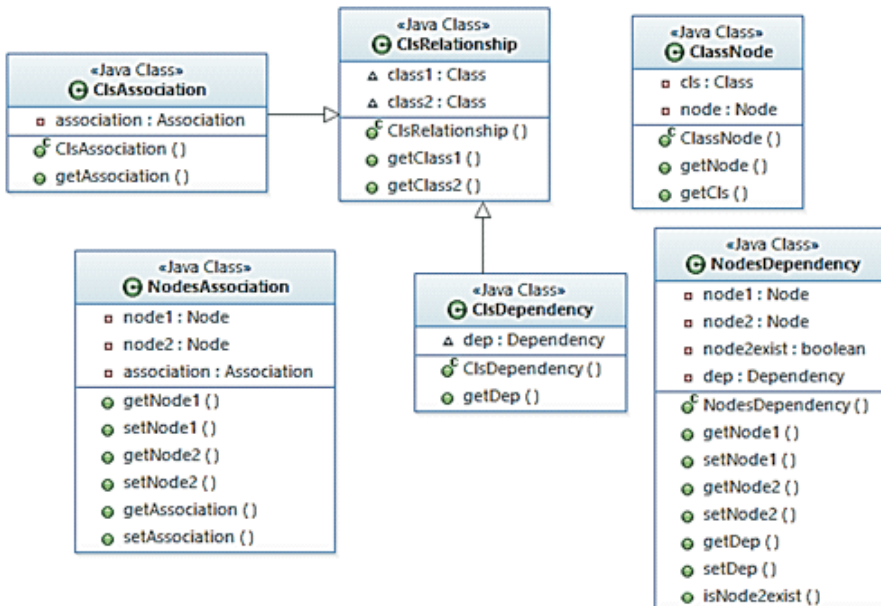 «Java Class»
ClsAssociation
association : Association
ClsAssociation ( )
getAssociation ( )
«Java Class»
ClsRelationship
class1 : Class
class2 : Class
ClsRelationship ( )
getClass1 ( )
getClass2 ( )
«Java Class»
ClassNode
cls : Class
node : Node
ClassNode ( )
getNode ( )
getCls ( )
«Java Class»
NodesAssociation
node1 : Node
node2 : Node
association : Association
getNode1 ( )
setNode1 ( )
getNode2 ( )
setNode2 ( )
getAssociation ( )
setAssociation ( )
«Java Class»
ClsDependency
dep : Dependency
ClsDependency ( )
getDep ( )
«Java Class»
NodesDependency
node1 : Node
node2 : Node
node2exist : boolean
dep : Dependency
NodesDependency ( )
getNode1 ( )
setNode1 ( )
getNode2 ( )
setNode2 ( )
getDep ( )
setDep ( )
isNode2exist ( )